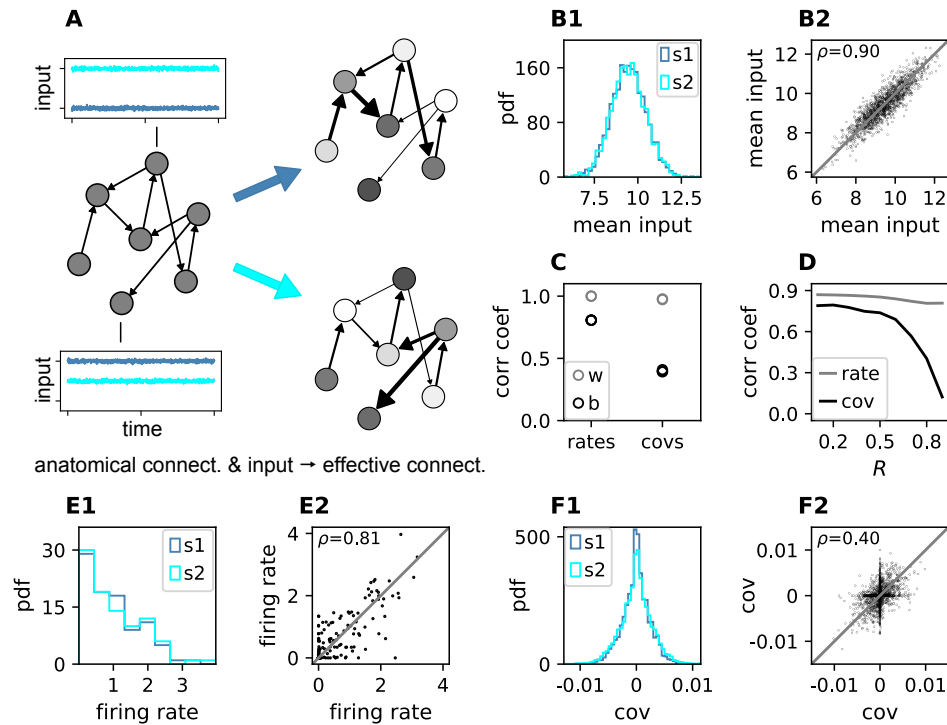 A
input
input
time
anatomical connect. & input → effective connect.
B1
pdf
160
80
0
7.5 10 12.5
mean input
s1
s2
B2
mean input
12
10
8
6
6 8 10 12
mean input
ρ=0.90
C
corr coef
1.0
0.5
0.0
w
b
rates covs
D
corr coef
0.9
0.6
0.3
0.0
rate
cov
0.2 0.5 0.8
R
E1
pdf
30
15
0
s1
s2
1 2 3
firing rate
E2
firing rate
4
2
0
ρ=0.81
0 2 4
firing rate
F1
pdf
500
0
s1
s2
-0.01 0 0.01
cov
F2
cov
0.01
0
-0.01
ρ=0.40
-0.01 0 0.01
cov